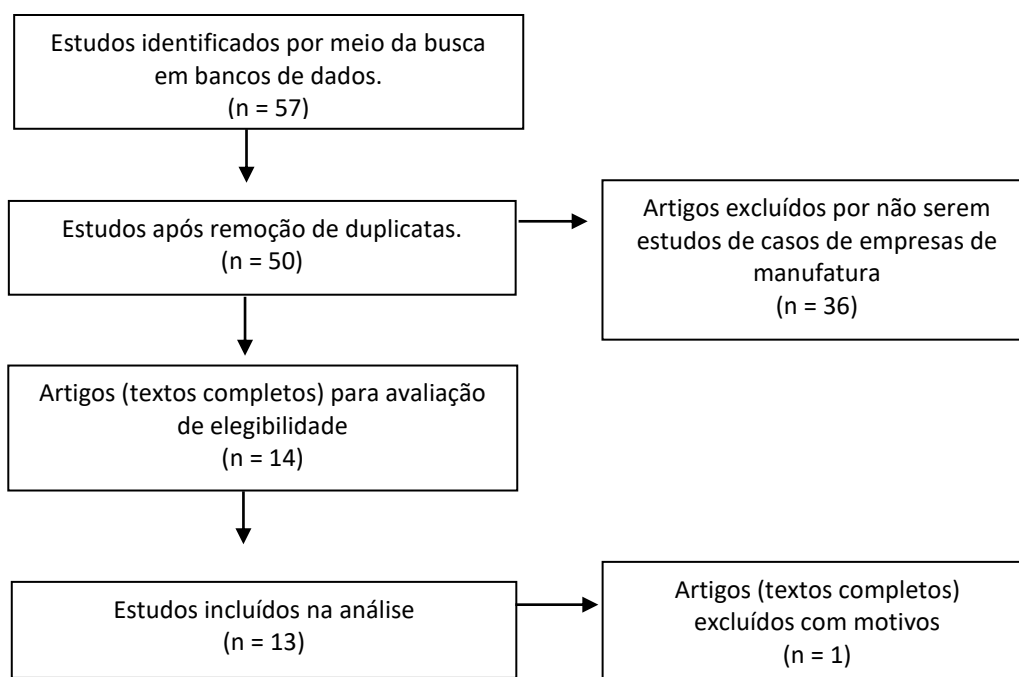 Estudos identificados por meio da busca
em bancos de dados.
(n = 57)
Estudos após remoção de duplicatas.
(n = 50)
Artigos excluídos por não serem
estudos de casos de empresas de
manufatura
(n = 36)
Artigos (textos completos) para avaliação
de elegibilidade
(n = 14)
Estudos incluídos na análise
(n = 13)
Artigos (textos completos)
excluídos com motivos
(n = 1)